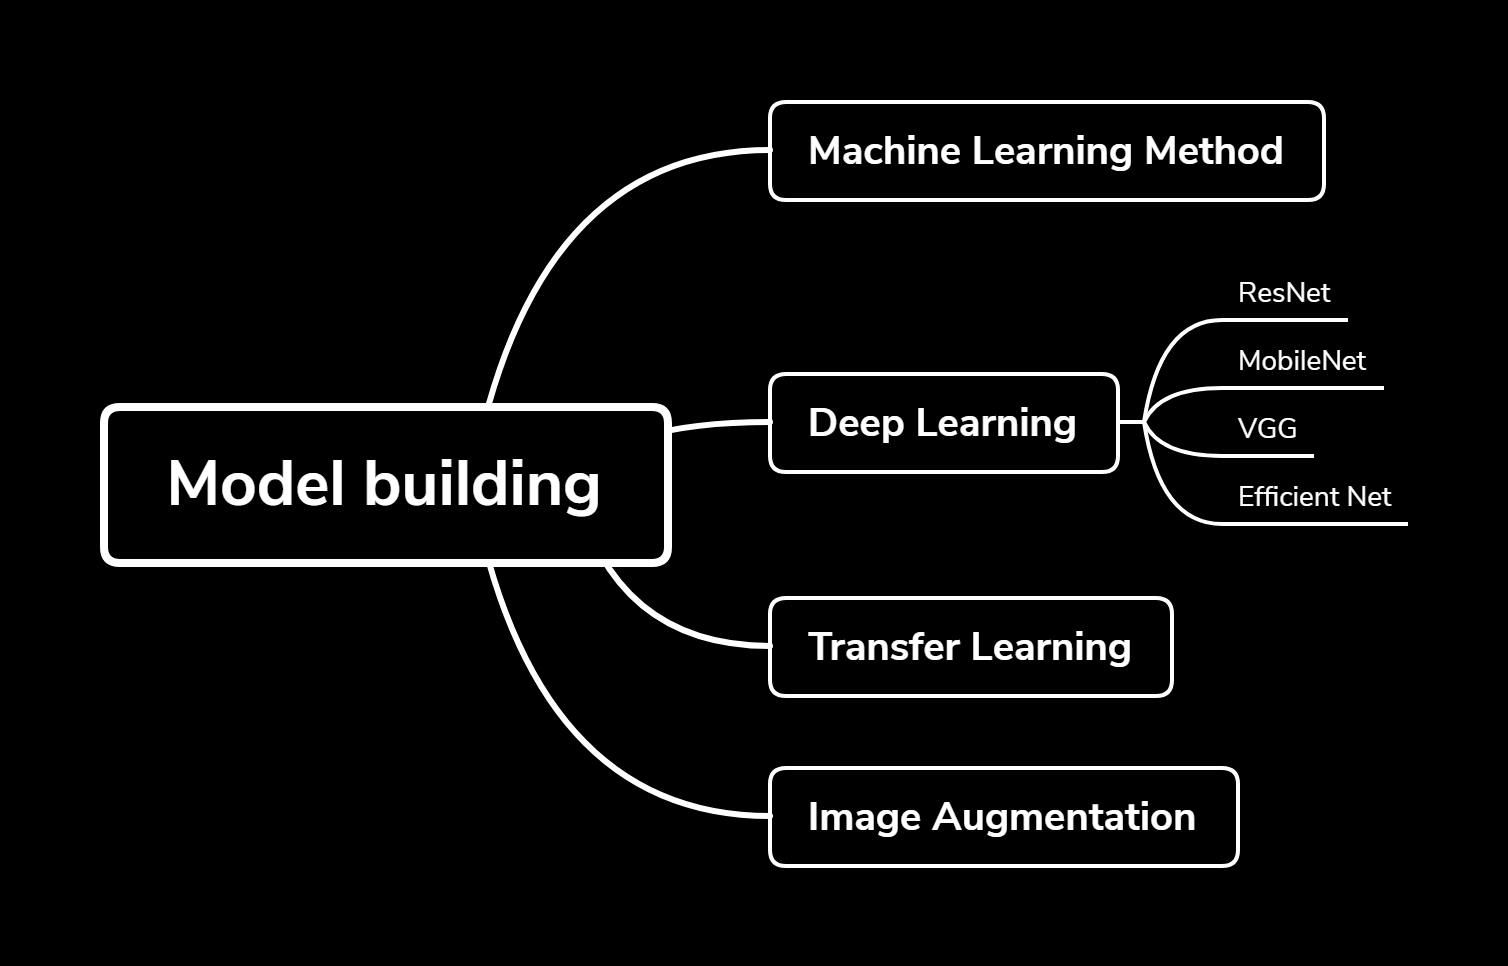 Machine Learning Method
ResNet
MobileNet
Deep Learning
VGG
Model building
Efficient Net
Transfer Learning
Image Augmentation